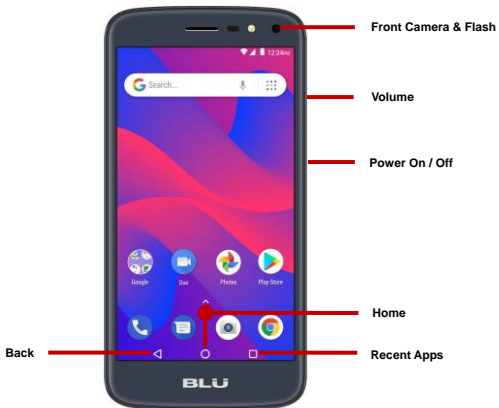 Front Camera & Flash
12:34PM
Search...
Volume
Power On / Off
Google
Duo
Photos
Play Store
Home
Back
Recent Apps
BLU